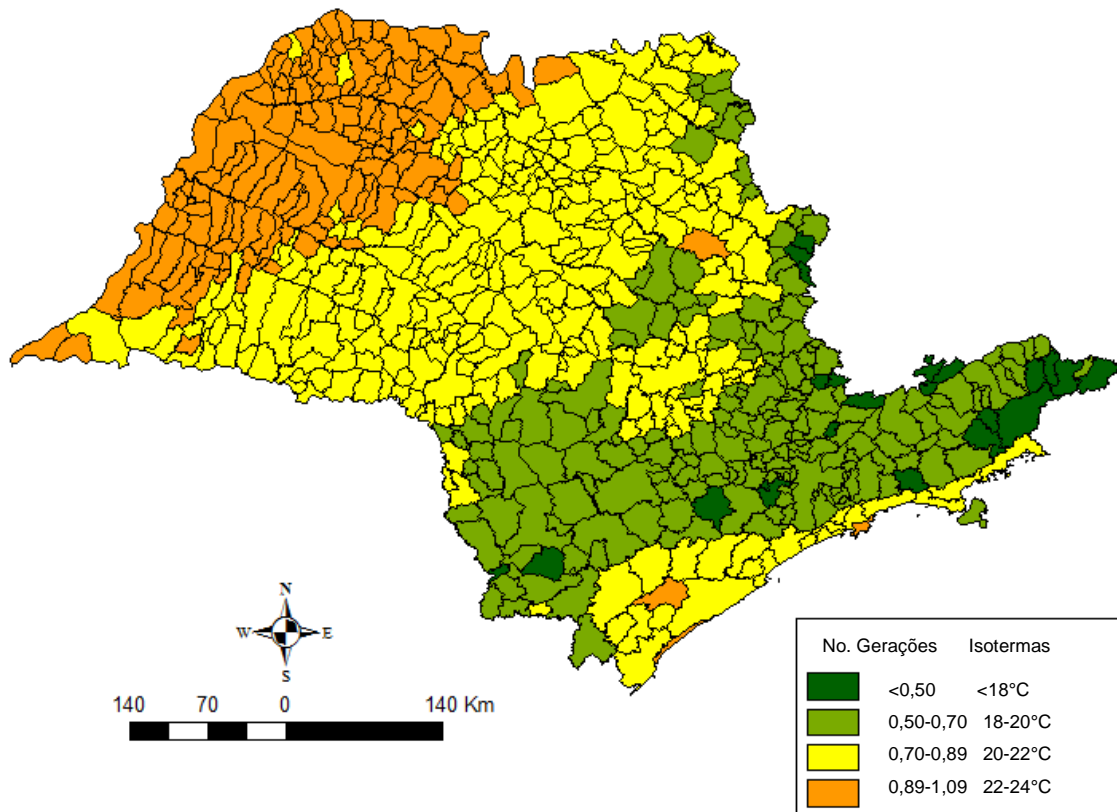 N
W E
S
140 70 0 140 Km
No. Gerações Isotermas
<0,50 <18°C
0,50-0,70 18-20°C
0,70-0,89 20-22°C
0,89-1,09 22-24°C